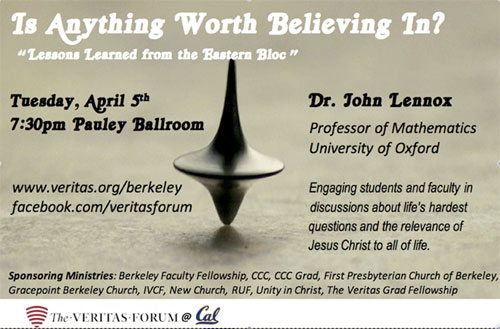 Is Anything Worth Believing In?
“Lessons Learned from the Eastern Bloc”
Tuesday, April 5th
7:30pm Pauley Ballroom
Dr. John Lennox
Professor of Mathematics
University of Oxford
www.veritas.org/berkeley
facebook.com/veritasforum
Engaging students and faculty in
discussions about life's hardest
questions and the relevance of
Jesus Christ to all of life.
Sponsoring Ministries: Berkeley Faculty Fellowship, CCC, CCC Grad, First Presbyterian Church of Berkeley,
Gracepoint Berkeley Church, IVCF, New Church, RUF, Unity in Christ, The Veritas Grad Fellowship
The·VERITAS·FORUM @ Cal